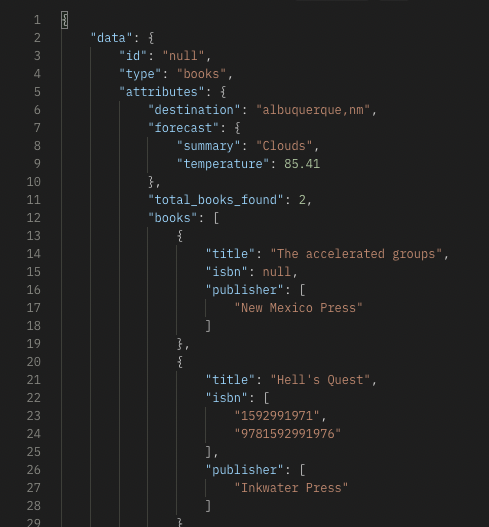 1 {
2 "data": {
3 "id": "null",
4 "type": "books",
5 "attributes": {
6 "destination": "albuquerque,nm",
7 "forecast": {
8 "summary": "Clouds",
9 "temperature": 85.41
10 },
11 "total_books_found": 2,
12 "books": [
13 {
14 "title": "The accelerated groups",
15 "isbn": null,
16 "publisher": [
17 "New Mexico Press"
18 ]
19 },
20 {
21 "title": "Hell's Quest",
22 "isbn": [
23 "1592991971",
24 "9781592991976"
25 ],
26 "publisher": [
27 "Inkwater Press"
28 ]
29 }